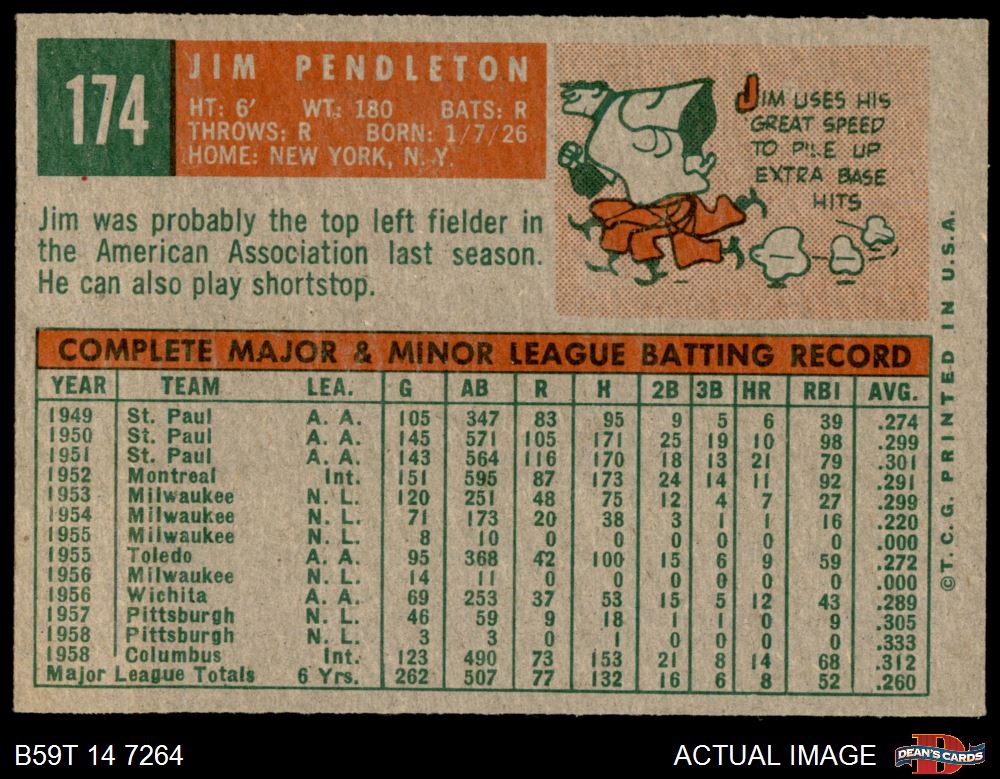 174
JIM PENDLETON
HT: 6' WT: 180 BATS: R
THROWS: R BORN: 1/7/26
HOME: NEW YORK, N. Y.
JIM USES HIS
GREAT SPEED
TO PILE UP
EXTRA BASE
HITS
Jim was probably the top left fielder in
the American Association last season.
He can also play shortstop.
COMPLETE MAJOR & MINOR LEAGUE BATTING RECORD
YEAR TEAM LEA. G AB R H 2B 3B HR RBI AVG.
1949 St. Paul A. A. 105 347 83 95 9 5 6 39 .274
1950 St. Paul A. A. 145 571 105 171 25 19 10 98 .299
1951 St. Paul A. A. 143 564 116 170 18 13 21 79 .301
1952 Montreal Int. 151 595 87 173 24 14 11 92 .291
1953 Milwaukee N. L. 120 251 48 75 12 4 7 27 .299
1954 Milwaukee N. L. 71 173 20 38 3 1 1 16 .220
1955 Milwaukee N. L. 8 10 0 0 0 0 0 0 .000
1955 Toledo A. A. 95 368 42 100 15 6 9 59 .272
1956 Milwaukee N. L. 14 11 0 0 0 0 0 0 .000
1956 Wichita A. A. 69 253 37 53 15 5 12 43 .289
1957 Pittsburgh N. L. 46 59 9 18 1 1 0 9 .305
1958 Pittsburgh N. L. 3 3 0 1 0 0 0 0 .333
1958 Columbus Int. 123 490 73 153 21 8 14 68 .312
Major League Totals 6 Yrs. 262 507 77 132 16 6 8 52 .260
©T. C. G. PRINTED IN U.S.A.
B59T 14 7264
ACTUAL IMAGE
DEAN'S CARDS